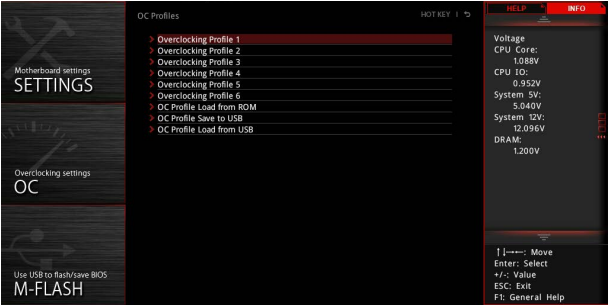 Motherboard settings
SETTINGS
Overclocking settings
OC
Use USB to flash/save BIOS
M-FLASH
OC Profiles
HOT KEY |
Overclocking Profile 1
Overclocking Profile 2
Overclocking Profile 3
Overclocking Profile 4
Overclocking Profile 5
Overclocking Profile 6
OC Profile Load from ROM
OC Profile Save to USB
OC Profile Load from USB
HELP
INFO
Voltage
CPU Core:
1.088V
CPU IO:
0.952V
System 5V:
5.040V
System 12V:
12.096V
DRAM:
1.200V
↑↓→←: Move
Enter: Select
+/-: Value
ESC: Exit
F1: General Help